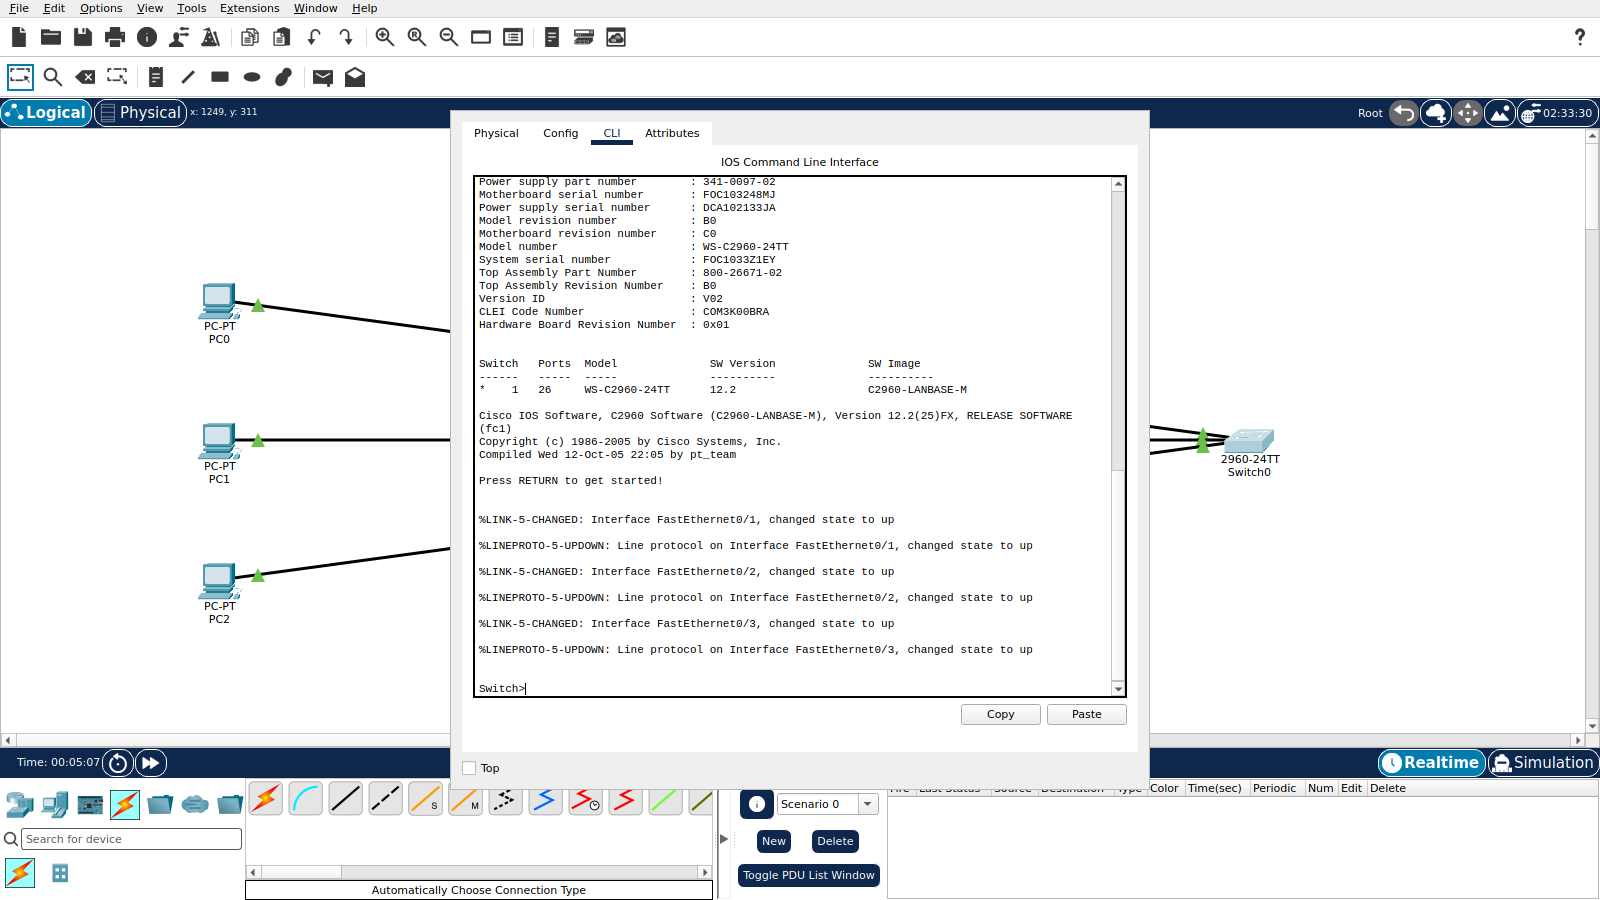 File Edit Options View Tools Extensions Window Help
Logical Physical x: 1249, y: 311 Root 02:33:30
Physical Config CLI Attributes
IOS Command Line Interface
Power supply part number : 341-0097-02
Motherboard serial number : FOC103248MJ
Power supply serial number : DCA102133JA
Model revision number : B0
Motherboard revision number : C0
Model number : WS-C2960-24TT
System serial number : FOC1033Z1EY
Top Assembly Part Number : 800-26671-02
Top Assembly Revision Number : B0
Version ID : V02
CLEI Code Number : COM3K00BRA
Hardware Board Revision Number : 0x01
Switch Ports Model SW Version SW Image
------ ----- ----- ---------- ----------
* 1 26 WS-C2960-24TT 12.2 C2960-LANBASE-M
Cisco IOS Software, C2960 Software (C2960-LANBASE-M), Version 12.2(25)FX, RELEASE SOFTWARE
(fc1)
Copyright (c) 1986-2005 by Cisco Systems, Inc.
Compiled Wed 12-Oct-05 22:05 by pt_team
Press RETURN to get started!
%LINK-5-CHANGED: Interface FastEthernet0/1, changed state to up
%LINEPROTO-5-UPDOWN: Line protocol on Interface FastEthernet0/1, changed state to up
%LINK-5-CHANGED: Interface FastEthernet0/2, changed state to up
%LINEPROTO-5-UPDOWN: Line protocol on Interface FastEthernet0/2, changed state to up
%LINK-5-CHANGED: Interface FastEthernet0/3, changed state to up
%LINEPROTO-5-UPDOWN: Line protocol on Interface FastEthernet0/3, changed state to up
Switch>
Copy Paste
Top
PC-PT
PC0
PC-PT
PC1
PC-PT
PC2
2960-24TT
Switch0
Time: 00:05:07 Realtime Simulation
Search for device
S M
Automatically Choose Connection Type
Scenario 0
New Delete
Toggle PDU List Window
Fire Last Status Source Destination Type Color Time(sec) Periodic Num Edit Delete